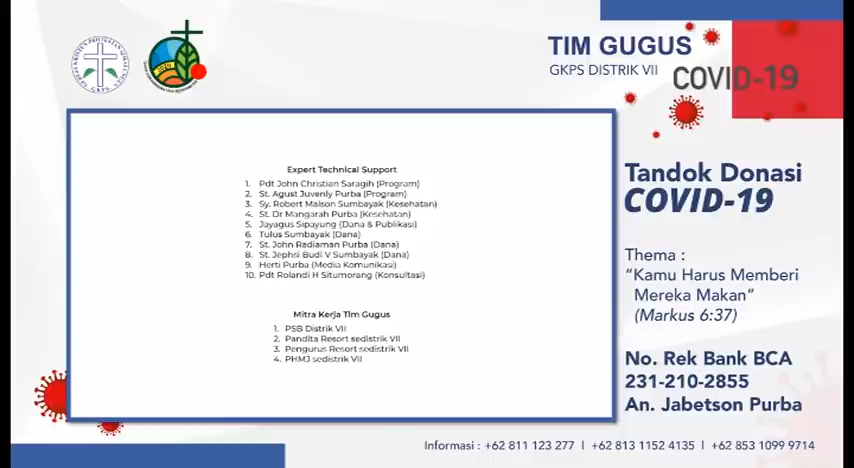 TIM GUGUS
GKPS DISTRIK VII
COVID-19
Expert Technical Support
1. Pdt John Christian Saragih (Program)
2. St. Agust Juvenly Purba (Program)
3. Sy. Robert Malson Sumbayak (Kesehatan)
4. St. Dr Mangarah Purba (Kesehatan)
5. Jayagus Sipayung (Dana & Publikasi)
6. Tulus Sumbayak (Dana)
7. St. John Radiaman Purba (Dana)
8. St. Jephri Budi V Sumbayak (Dana)
9. Herti Purba (Media Komunikasi)
10. Pdt Rolandi H Situmorang (Konsultasi)
Mitra Kerja Tim Gugus
1. PSB Distrik VII
2. Pandita Resort sedistrik VII
3. Pengurus Resort sedistrik VII
4. PHMJ sedistrik VII
Tandok Donasi
COVID-19
Thema :
“Kamu Harus Memberi
Mereka Makan”
(Markus 6:37)
No. Rek Bank BCA
231-210-2855
An. Jabetson Purba
Informasi : +62 811 123 277 | +62 813 1152 4135 | +62 853 1099 9714